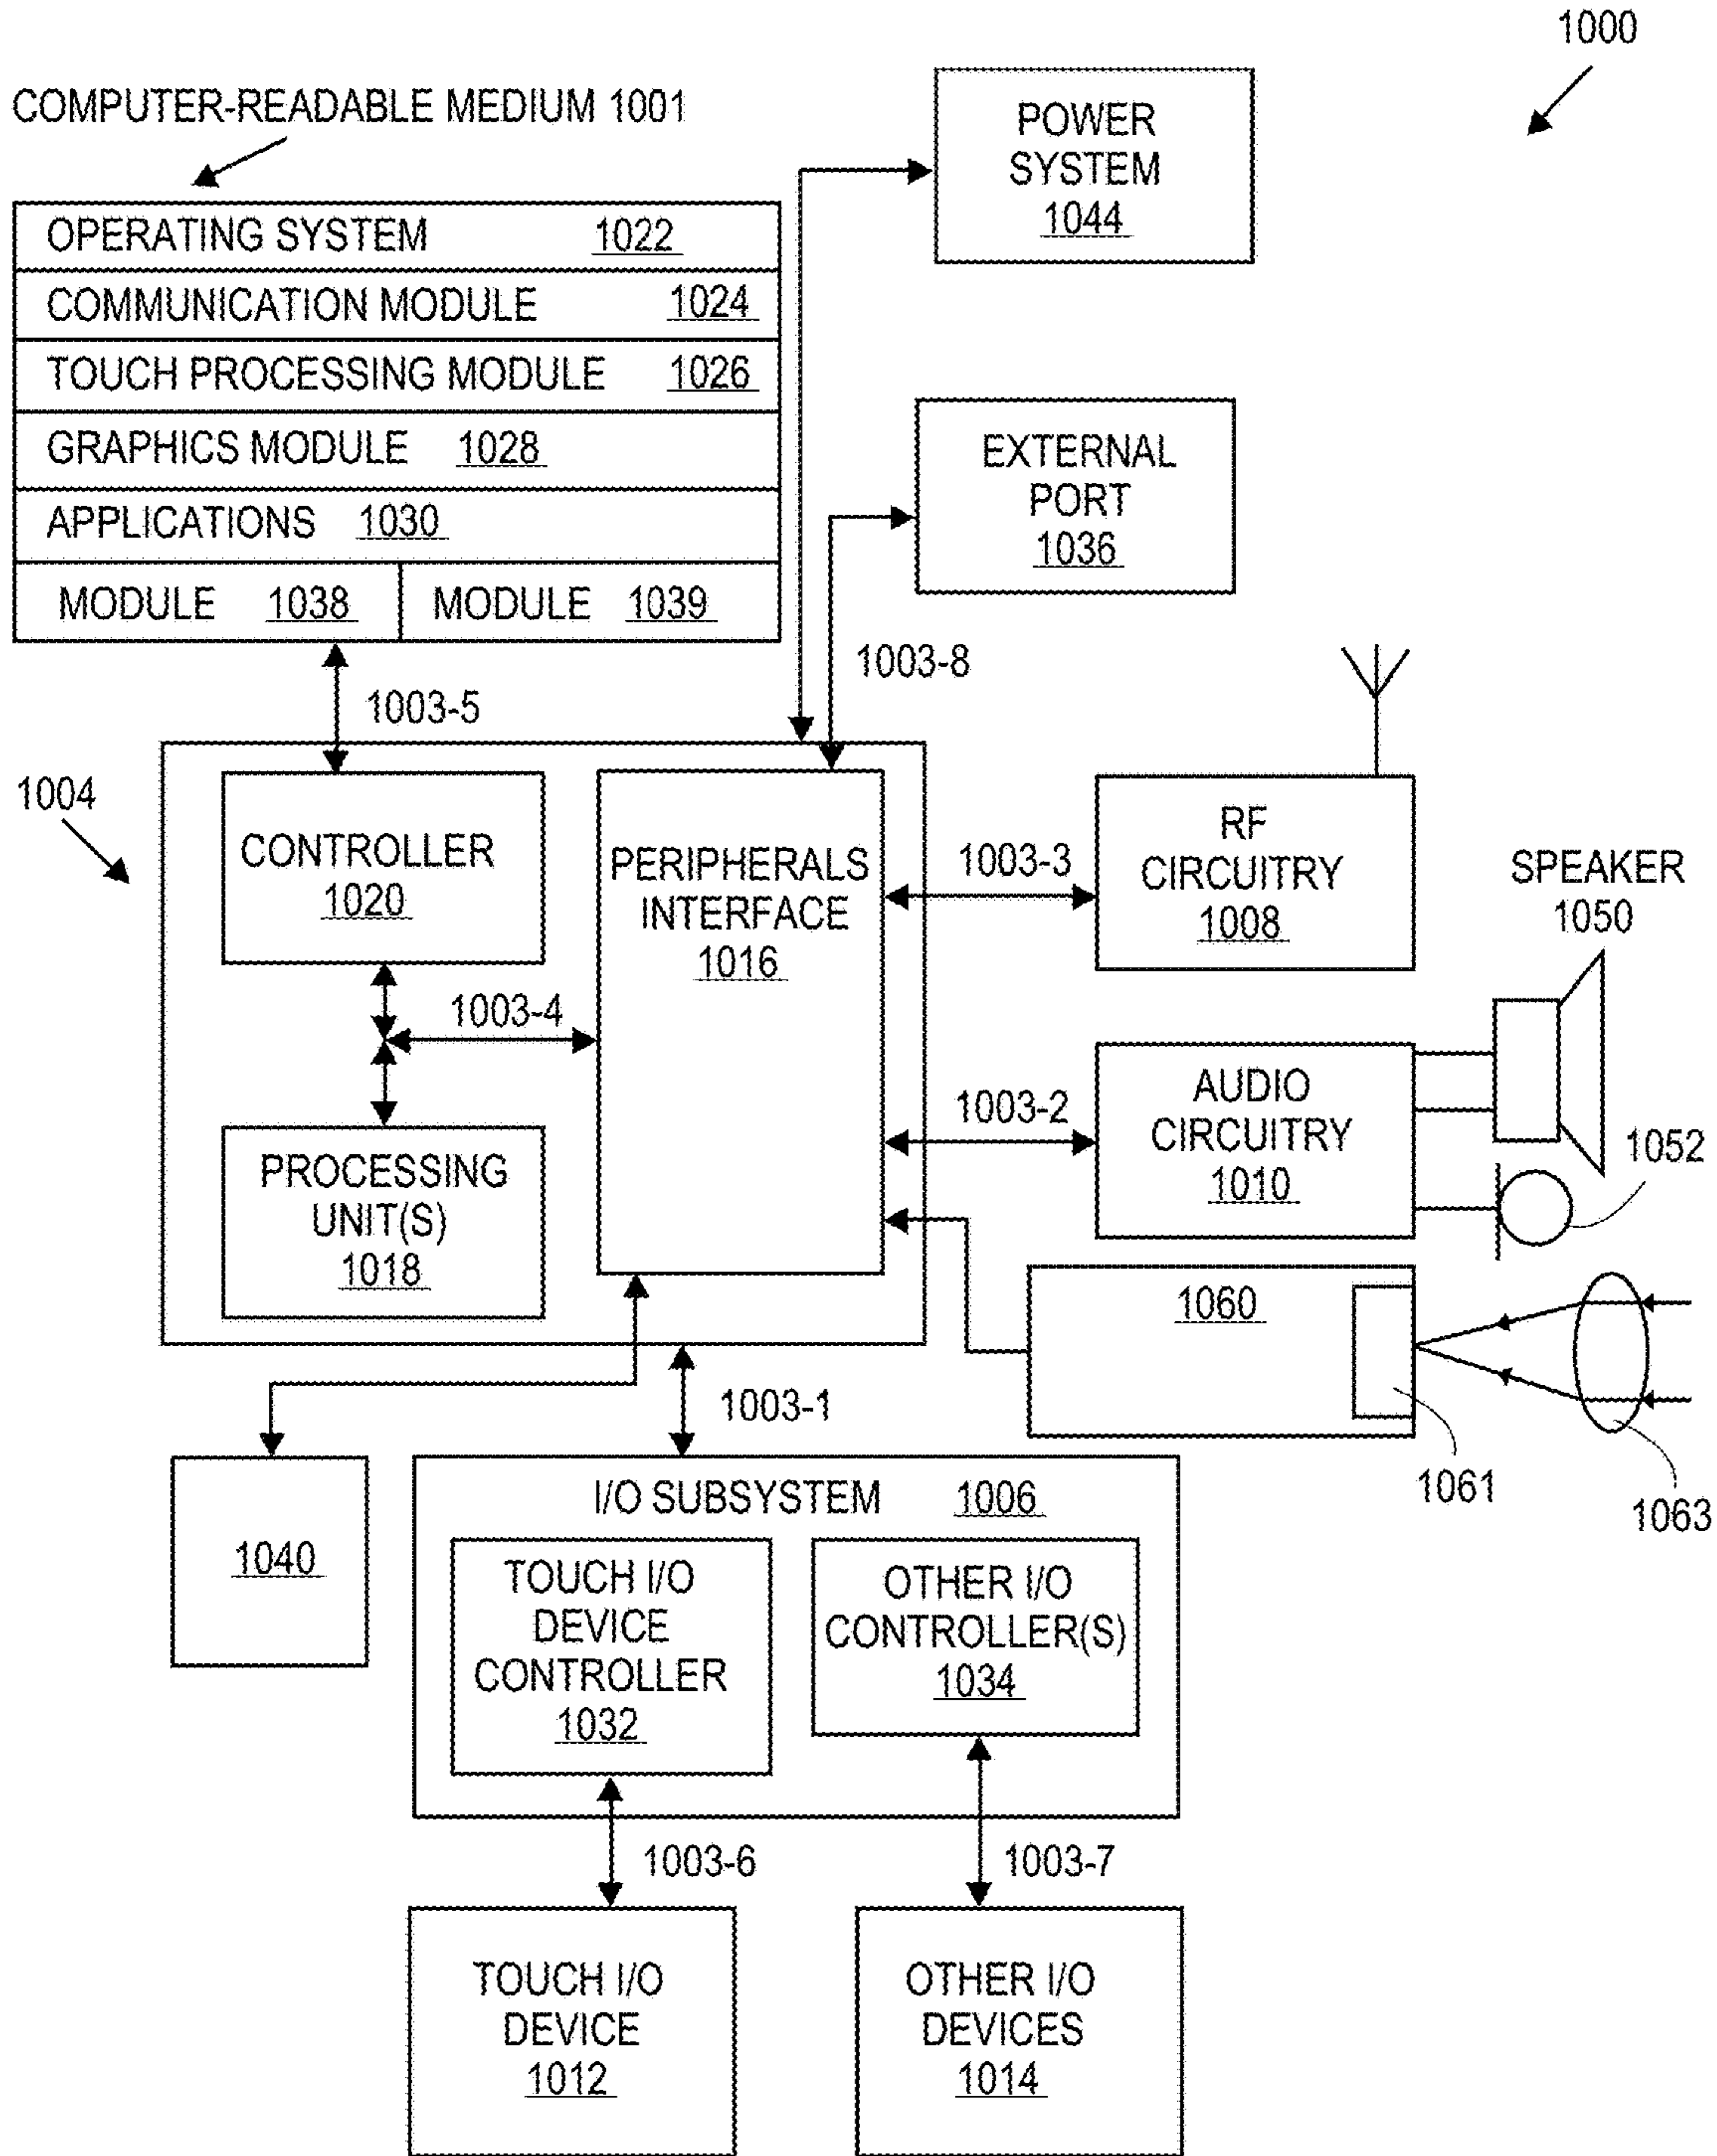 1000
COMPUTER-READABLE MEDIUM 1001
OPERATING SYSTEM 1022
COMMUNICATION MODULE 1024
TOUCH PROCESSING MODULE 1026
GRAPHICS MODULE 1028
APPLICATIONS 1030
MODULE 1038
MODULE 1039
POWER
SYSTEM
1044
EXTERNAL
PORT
1036
1003-8
1003-5
1004
CONTROLLER
1020
PERIPHERALS
INTERFACE
1016
1003-4
PROCESSING
UNIT(S)
1018
1003-3
RF
CIRCUITRY
1008
SPEAKER
1050
1003-2
AUDIO
CIRCUITRY
1010
1052
1060
1061
1063
1003-1
1040
I/O SUBSYSTEM 1006
TOUCH I/O
DEVICE
CONTROLLER
1032
OTHER I/O
CONTROLLER(S)
1034
1003-6
1003-7
TOUCH I/O
DEVICE
1012
OTHER I/O
DEVICES
1014